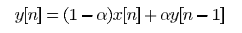 y[n] = (1 − α)x[n] + αy[n − 1]